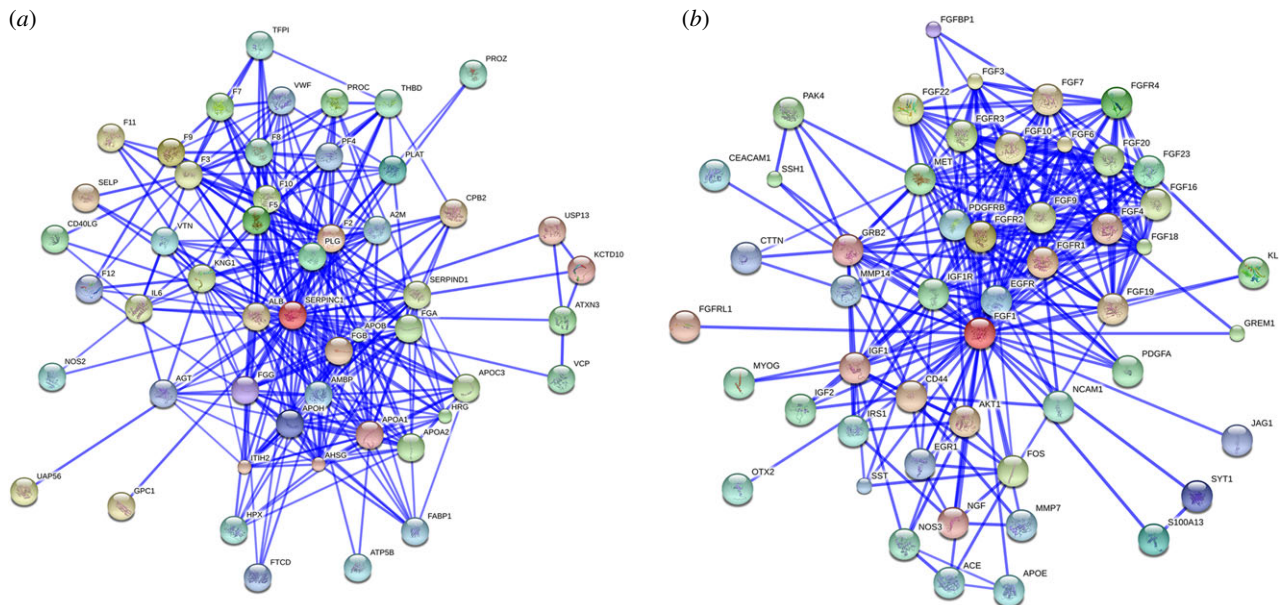 (a)
TFPI
PROZ
F7
VWF
PROC
THBD
F11
F9
F8
PF4
F3
PLAT
SELP
F10
CPB2
F5
F2
A2M
USP13
CD40LG
VTN
PLG
KCTD10
KNG1
F12
SERPIND1
IL6
ALB
SERPINC1
ATXN3
APOB
FGA
FGB
NOS2
VCP
AGT
FGG
AMBP
APOC3
HRG
APOH
APOA1
APOA2
ITIH2
AHSG
UAP56
GPC1
HPX
FABP1
FTCD
ATP5B
(b)
FGFBP1
FGF3
FGF7
FGFR4
FGF22
PAK4
FGFR3
FGF10
FGF6
FGF20
FGF23
CEACAM1
SSH1
MET
FGF16
PDGFRB
FGF9
FGFR2
FGF4
GRB2
FGF18
CTTN
FGFR1
KL
MMP14
IGF1R
EGFR
FGF19
FGFRL1
FGF1
GREM1
IGF1
PDGFA
MYOG
CD44
NCAM1
IGF2
IRS1
AKT1
JAG1
EGR1
FOS
OTX2
SST
SYT1
NGF
MMP7
NOS3
S100A13
ACE
APOE